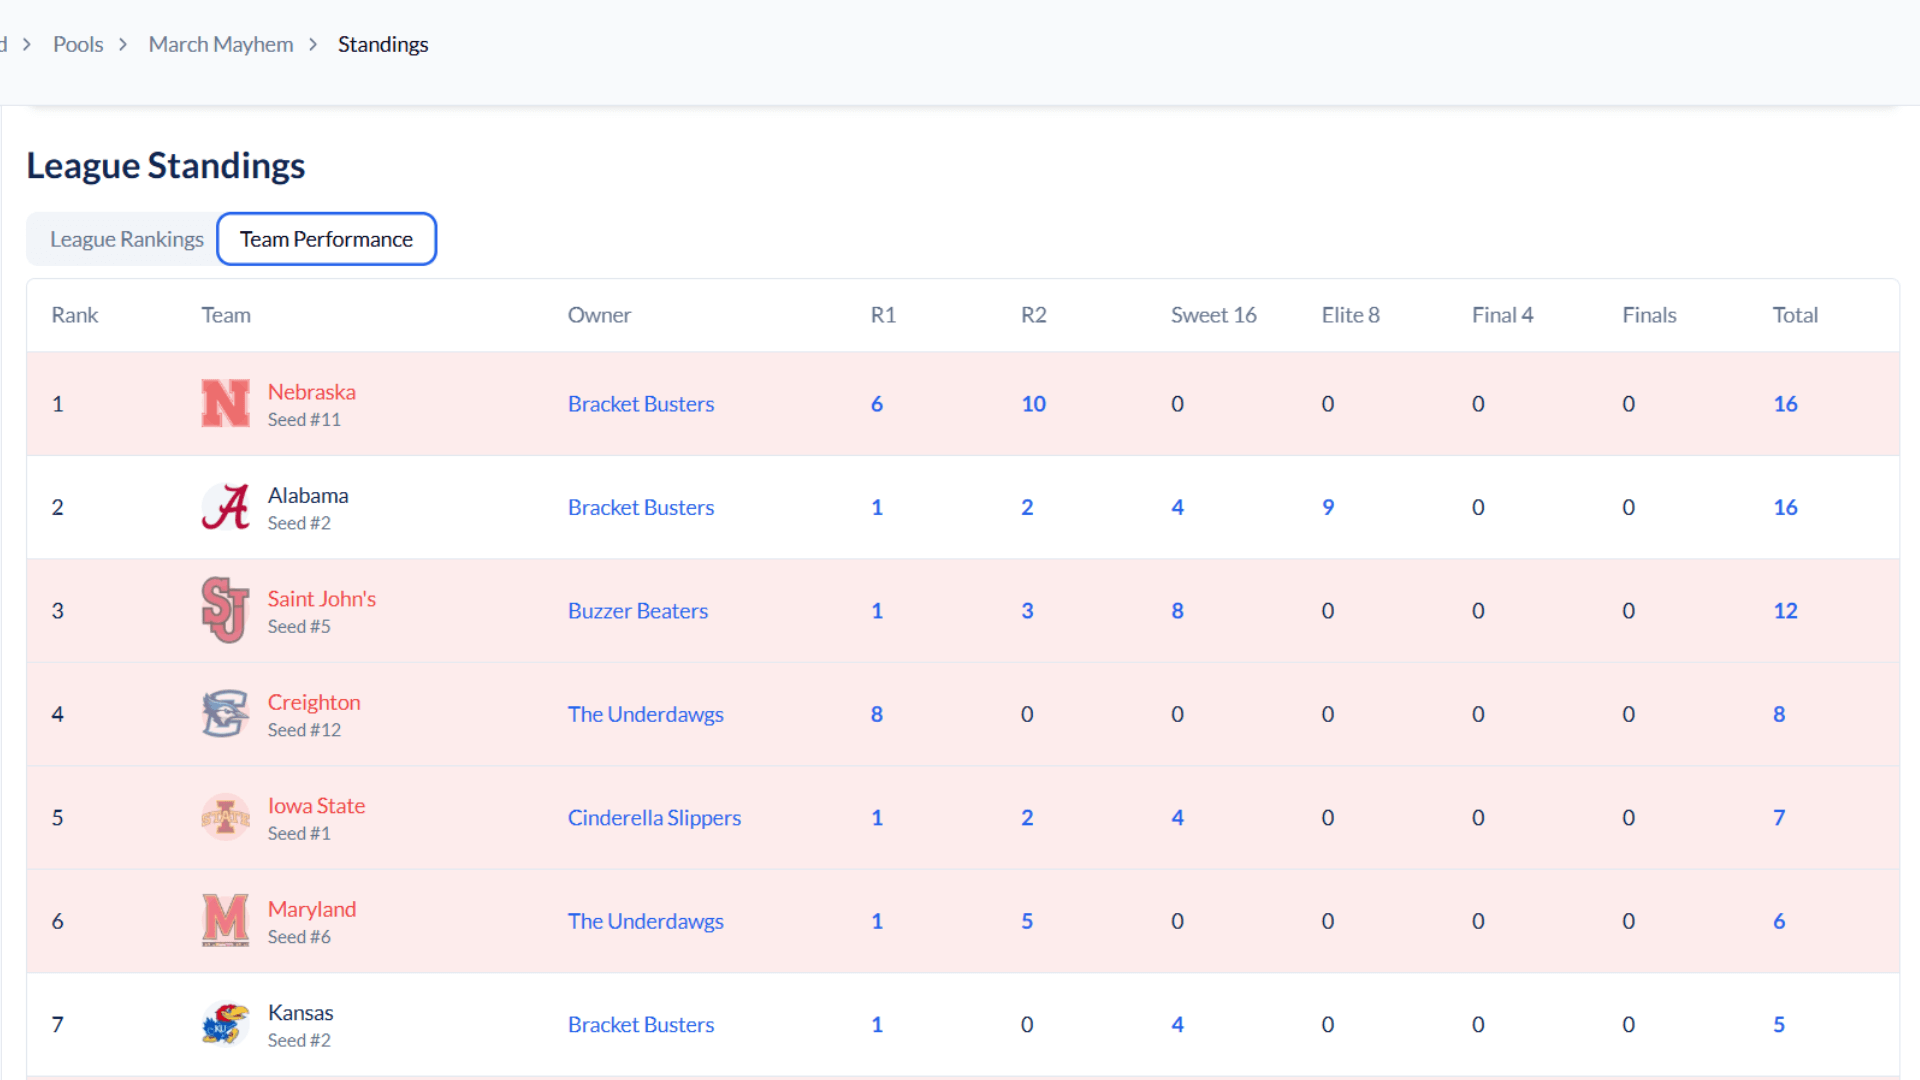 d > Pools > March Mayhem > Standings
League Standings
League Rankings Team Performance
Rank Team Owner R1 R2 Sweet 16 Elite 8 Final 4 Finals Total
1 N Nebraska Bracket Busters 6 10 0 0 0 0 16
Seed #11
2 A Alabama Bracket Busters 1 2 4 9 0 0 16
Seed #2
3 SJ Saint John's Buzzer Beaters 1 3 8 0 0 0 12
Seed #5
4 C Creighton The Underdawgs 8 0 0 0 0 0 8
Seed #12
5 I STATE Iowa State Cinderella Slippers 1 2 4 0 0 0 7
Seed #1
6 M Maryland The Underdawgs 1 5 0 0 0 0 6
Seed #6
7 KU Kansas Bracket Busters 1 0 4 0 0 0 5
Seed #2